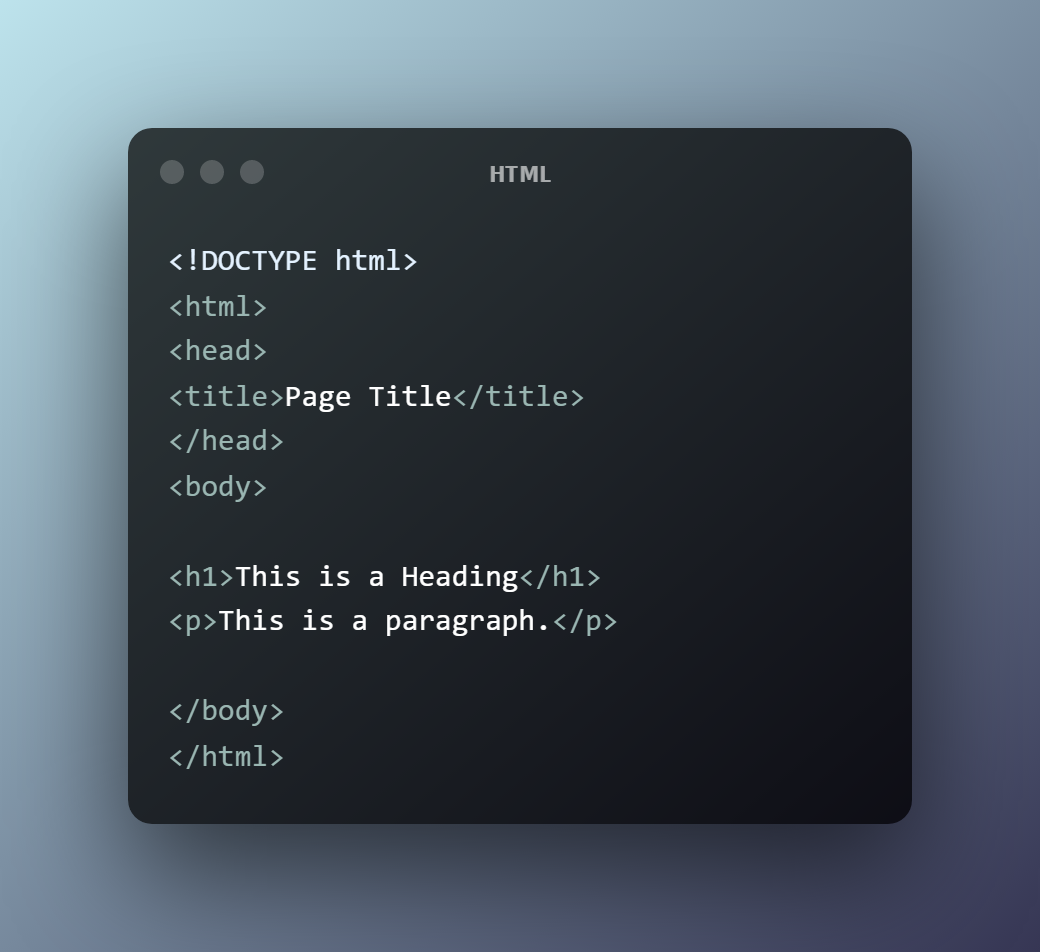 HTML
<!DOCTYPE html>
<html>
<head>
<title>Page Title</title>
</head>
<body>
<h1>This is a Heading</h1>
<p>This is a paragraph.</p>
</body>
</html>